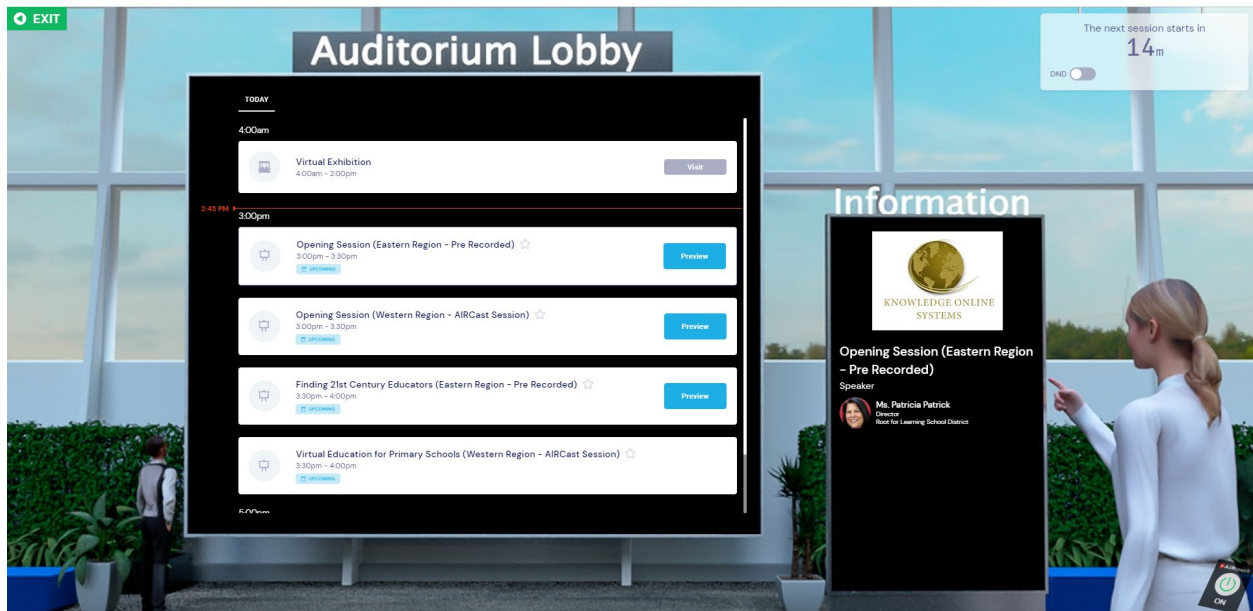 EXIT
Auditorium Lobby
The next session starts in
14m
DND
TODAY
4:00am
Virtual Exhibition
4:00am - 2:00pm
Visit
2:45 PM
3:00pm
Opening Session (Eastern Region - Pre Recorded)
3:00pm - 3:30pm
UPCOMING
Preview
Opening Session (Western Region - AIRCast Session)
3:00pm - 3:30pm
UPCOMING
Preview
Finding 21st Century Educators (Eastern Region - Pre Recorded)
3:30pm - 4:00pm
UPCOMING
Preview
Virtual Education for Primary Schools (Western Region - AIRCast Session)
3:30pm - 4:00pm
UPCOMING
5:00pm
Information
KNOWLEDGE ONLINE
SYSTEMS
Opening Session (Eastern Region
- Pre Recorded)
Speaker
Ms. Patricia Patrick
Director
Root for Learning School District
ON